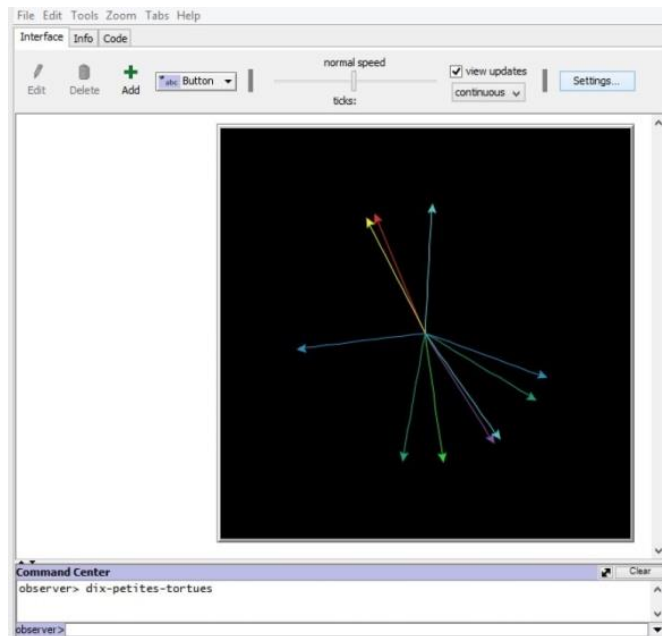 File Edit Tools Zoom Tabs Help
Interface Info Code
normal speed
Edit Delete Add abc Button view updates Settings...
ticks: continuous
Command Center Clear
observer> dix-petites-tortues
observer>